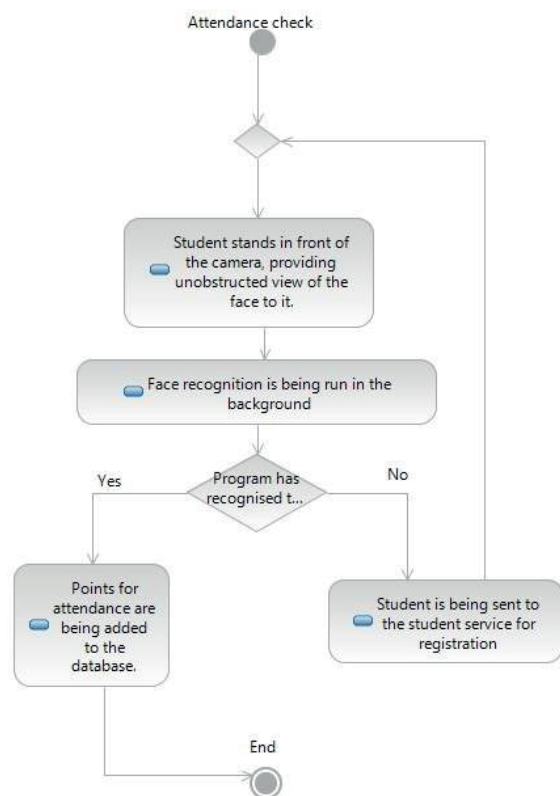 Attendance check
Student stands in front of
the camera, providing
unobstructed view of the
face to it.
Face recognition is being run in the
background
Program has
recognised t...
Yes
No
Points for
attendance are
being added
to the
database.
Student is being sent to
the student service for
registration
End